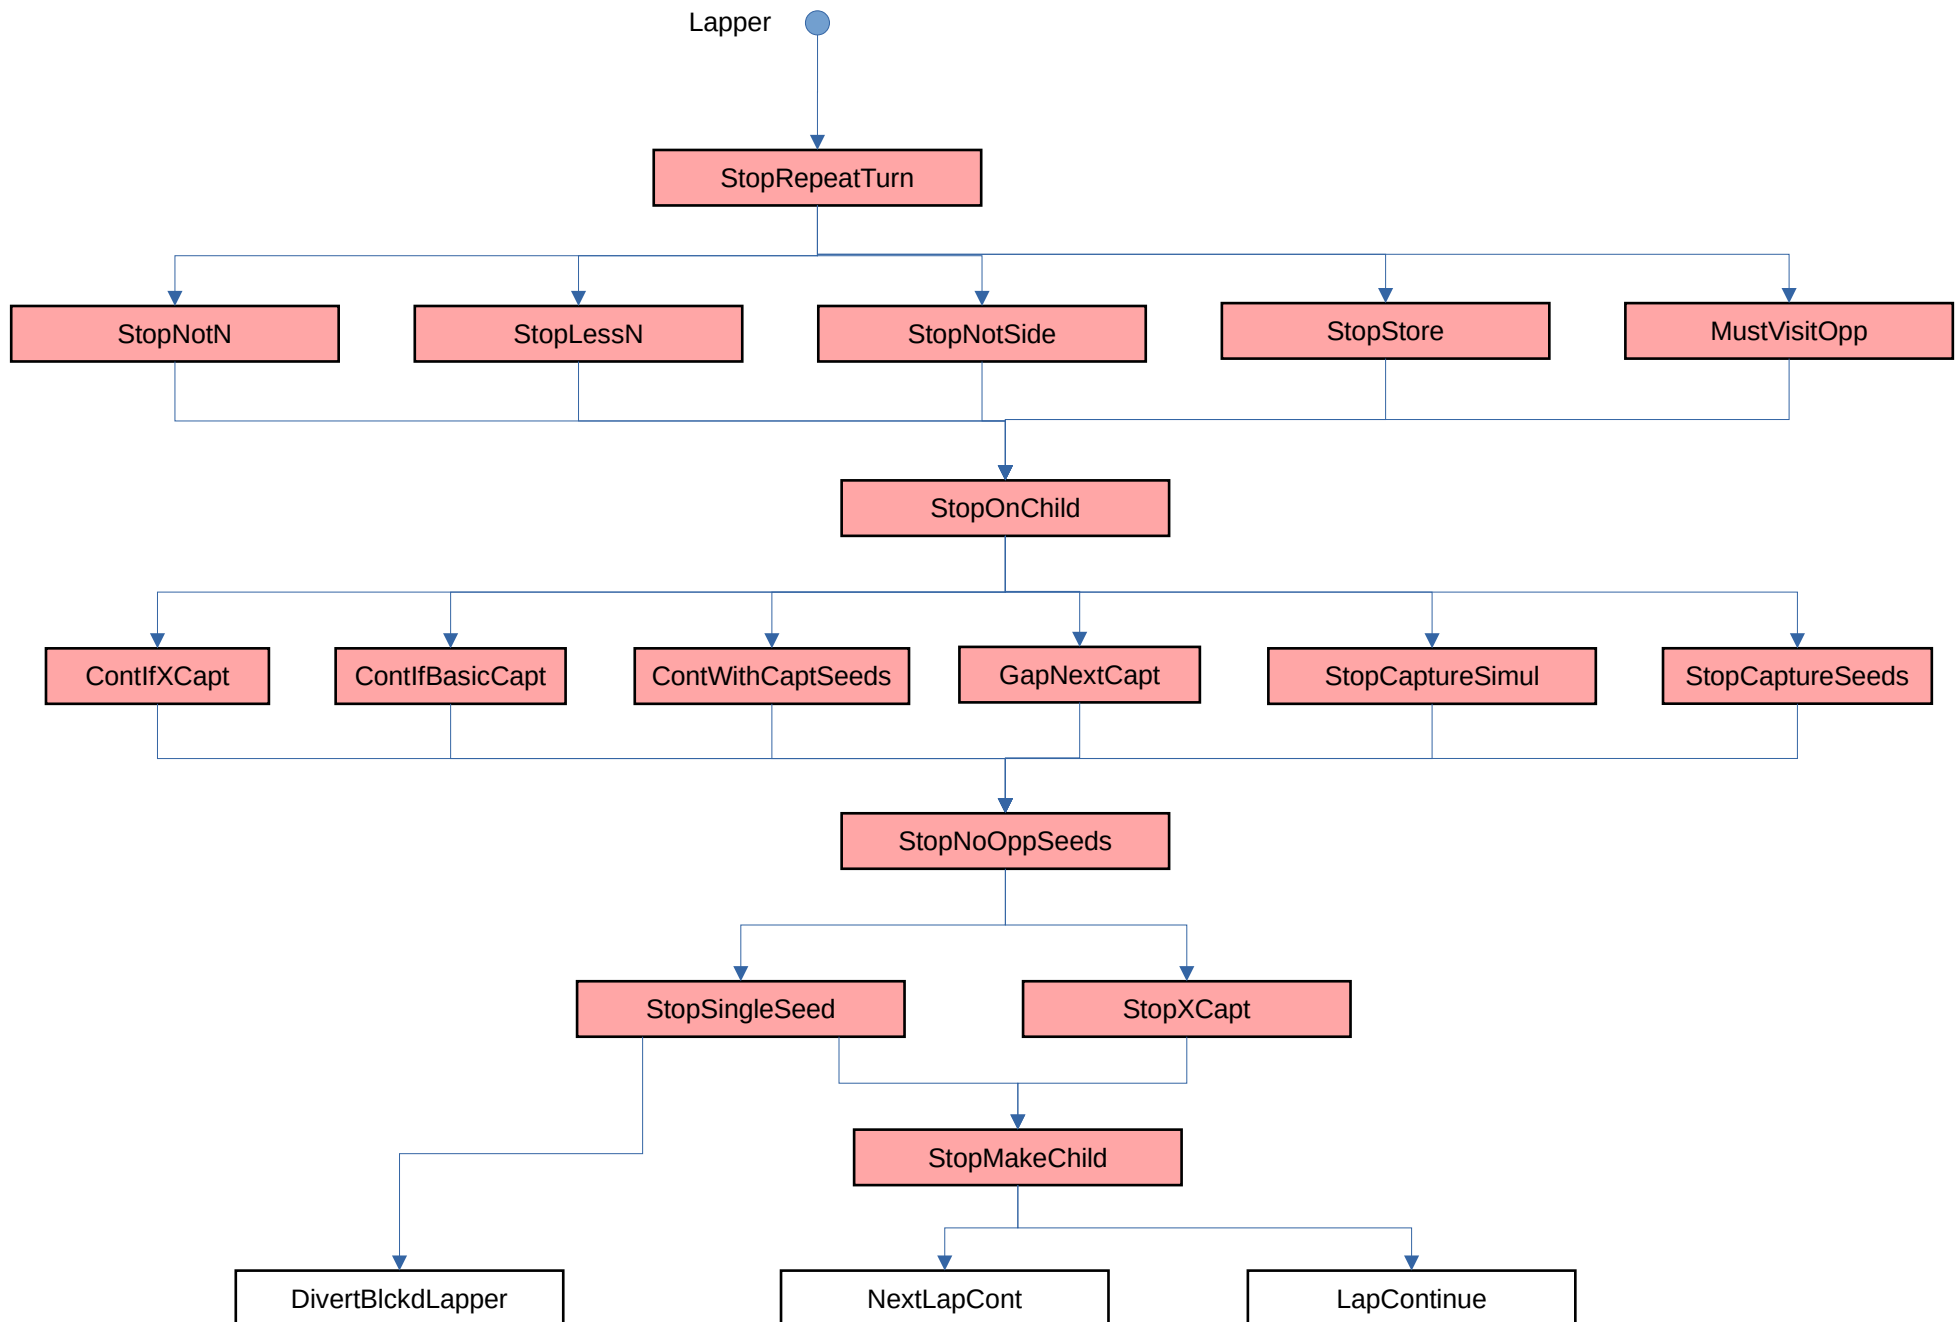 Lapper
StopRepeatTurn
StopNotN
StopLessN
StopNotSide
StopStore
MustVisitOpp
StopOnChild
ContIfXCapt
ContIfBasicCapt
ContWithCaptSeeds
GapNextCapt
StopCaptureSimul
StopCaptureSeeds
StopNoOppSeeds
StopSingleSeed
StopXCapt
StopMakeChild
DivertBlckdLapper
NextLapCont
LapContinue